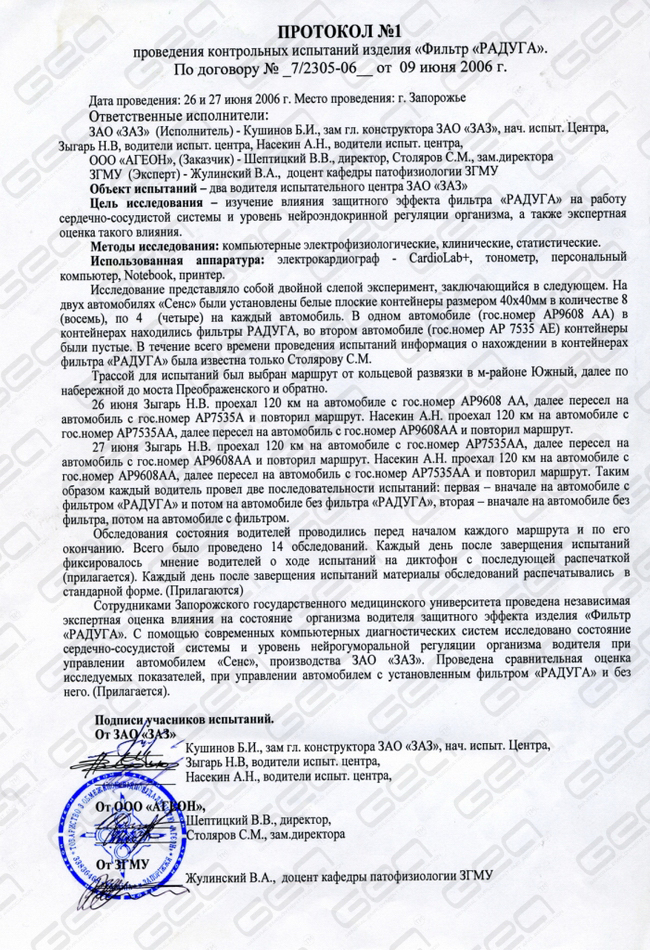 ПРОТОКОЛ №1
проведения контрольных испытаний изделия «Фильтр «РАДУГА».
По договору № _7/2305-06__ от 09 июня 2006 г.
Дата проведения: 26 и 27 июня 2006 г. Место проведения: г. Запорожье
Ответственные исполнители:
ЗАО «ЗАЗ» (Исполнитель) - Кушинов Б.И., зам гл. конструктора ЗАО «ЗАЗ», нач. испыт. Центра,
Зыгарь Н.В, водители испыт. центра, Насекин А.Н., водители испыт. центра,
ООО «АГЕОН», (Заказчик) - Шептицкий В.В., директор, Столяров С.М., зам.директора
ЗГМУ (Эксперт) - Жулинский В.А., доцент кафедры патофизиологии ЗГМУ
Объект испытаний – два водителя испытательного центра ЗАО «ЗАЗ»
Цель исследования – изучение влияния защитного эффекта фильтра «РАДУГА» на работу
сердечно-сосудистой системы и уровень нейроэндокринной регуляции организма, а также экспертная
оценка такого влияния.
Методы исследования: компьютерные электрофизиологические, клинические, статистические.
Использованная аппаратура: электрокардиограф - CardioLab+, тонометр, персональный
компьютер, Notebook, принтер.
Исследование представляло собой двойной слепой эксперимент, заключающийся в следующем. На
двух автомобилях «Сенс» были установлены белые плоские контейнеры размером 40х40мм в количестве 8
(восемь), по 4 (четыре) на каждый автомобиль. В одном автомобиле (гос.номер АР9608 АА) в
контейнерах находились фильтры РАДУГА, во втором автомобиле (гос.номер АР 7535 АЕ) контейнеры
были пустые. В течение всего времени проведения испытаний информация о нахождении в контейнерах
фильтра «РАДУГА» была известна только Столярову С.М.
Трассой для испытаний был выбран маршрут от кольцевой развязки в м-районе Южный, далее по
набережной до моста Преображенского и обратно.
26 июня Зыгарь Н.В. проехал 120 км на автомобиле с гос.номер АР9608 АА, далее пересел на
автомобиль с гос.номер АР7535А и повторил маршрут. Насекин А.Н. проехал 120 км на автомобиле с
гос.номер АР7535АА, далее пересел на автомобиль с гос.номер АР9608АА и повторил маршрут.
27 июня Зыгарь Н.В. проехал 120 км на автомобиле с гос.номер АР7535АА, далее пересел на
автомобиль с гос.номер АР9608АА и повторил маршрут. Насекин А.Н. проехал 120 км на автомобиле с
гос.номер АР9608АА, далее пересел на автомобиль с гос.номер АР7535АА и повторил маршрут. Таким
образом каждый водитель провел две последовательности испытаний: первая – вначале на автомобиле с
фильтром «РАДУГА» и потом на автомобиле без фильтра «РАДУГА», вторая – вначале на автомобиле без
фильтра, потом на автомобиле с фильтром.
Обследования состояния водителей проводились перед началом каждого маршрута и по его
окончанию. Всего было проведено 14 обследований. Каждый день после завершения испытаний
фиксировалось мнение водителей о ходе испытаний на диктофон с последующей распечаткой
(прилагается). Каждый день после завершения испытаний материалы обследований распечатывались в
стандартной форме. (Прилагаются)
Сотрудниками Запорожского государственного медицинского университета проведена независимая
экспертная оценка влияния на состояние организма водителя защитного эффекта изделия «Фильтр
«РАДУГА». С помощью современных компьютерных диагностических систем исследовано состояние
сердечно-сосудистой системы и уровень нейрогуморальной регуляции организма водителя при
управлении автомобилем «Сенс», производства ЗАО «ЗАЗ». Проведена сравнительная оценка
исследуемых показателей, при управлении автомобилем с установленным фильтром «РАДУГА» и без
него. (Прилагается).
Подписи учасников испытаний.
От ЗАО «ЗАЗ»
Кушинов Б.И., зам гл. конструктора ЗАО «ЗАЗ», нач. испыт. Центра,
Зыгарь Н.В, водители испыт. центра,
Насекин А.Н., водители испыт. центра,
От ООО «АГЕОН»,
Шептицкий В.В., директор,
Столяров С.М., зам.директора
От ЗГМУ
Жулинский В.А., доцент кафедры патофизиологии ЗГМУ